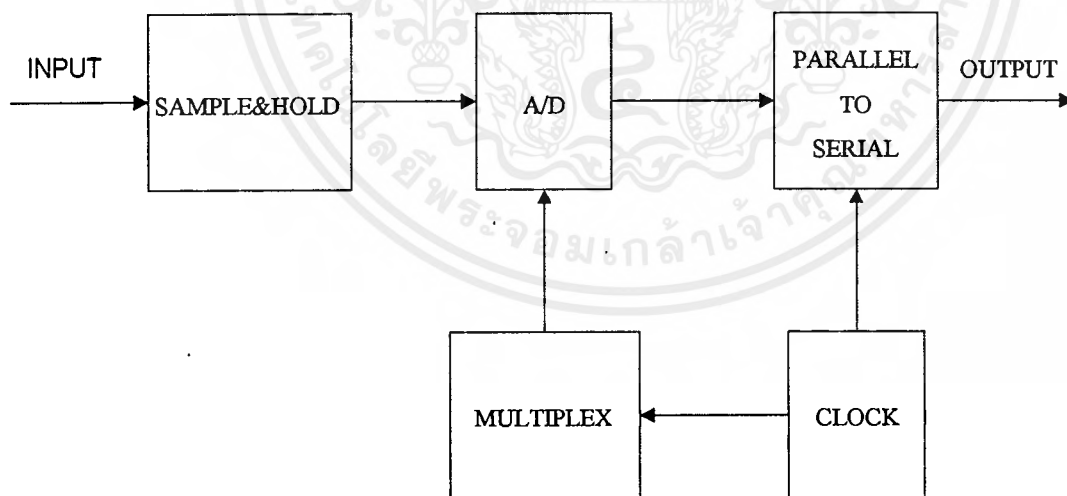 INPUT
SAMPLE&HOLD
A/D
PARALLEL
TO
SERIAL
OUTPUT
MULTIPLEX
CLOCK